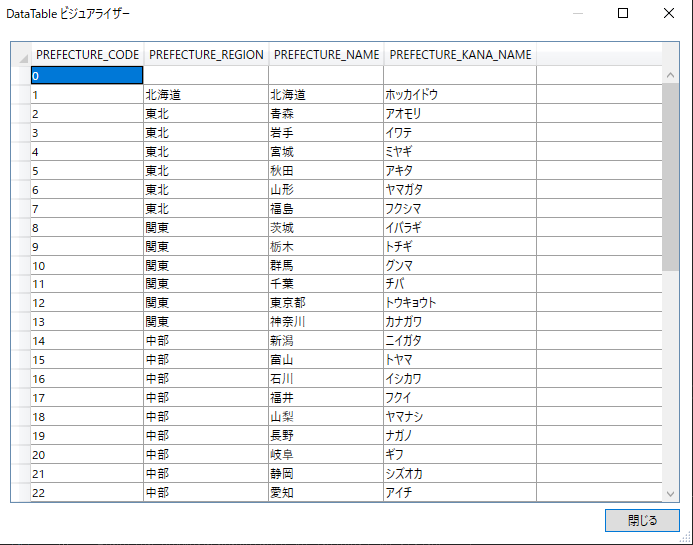 DataTable ビジュアライザー
PREFECTURE_CODE PREFECTURE_REGION PREFECTURE_NAME PREFECTURE_KANA_NAME
0
1 北海道 北海道 ホッカイドウ
2 東北 青森 アオモリ
3 東北 岩手 イワテ
4 東北 宮城 ミヤギ
5 東北 秋田 アキタ
6 東北 山形 ヤマガタ
7 東北 福島 フクシマ
8 関東 茨城 イバラギ
9 関東 栃木 トチギ
10 関東 群馬 グンマ
11 関東 千葉 チバ
12 関東 東京都 トウキョウト
13 関東 神奈川 カナガワ
14 中部 新潟 ニイガタ
15 中部 富山 トヤマ
16 中部 石川 イシカワ
17 中部 福井 フクイ
18 中部 山梨 ヤマナシ
19 中部 長野 ナガノ
20 中部 岐阜 ギフ
21 中部 静岡 シズオカ
22 中部 愛知 アイチ
閉じる